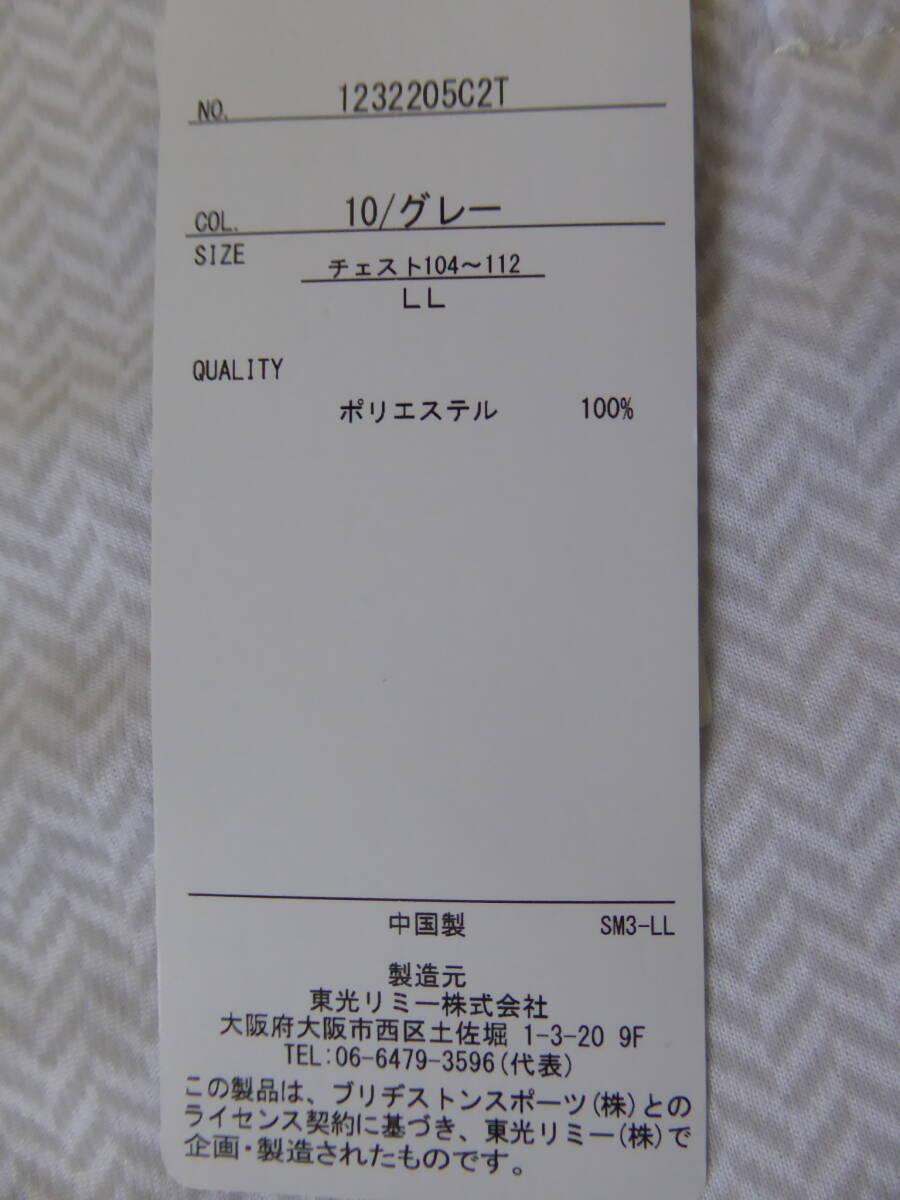 NO. 1232205C2T
COL. 10/グレー
SIZE チェスト104～112
LL
QUALITY
ポリエステル 100%
中国製 SM3-LL
製造元
東光リミー株式会社
大阪府大阪市西区土佐堀 1-3-20 9F
TEL:06-6479-3596(代表)
この製品は、ブリヂストンスポーツ(株)との
ライセンス契約に基づき、東光リミー(株)で
企画・製造されたものです。